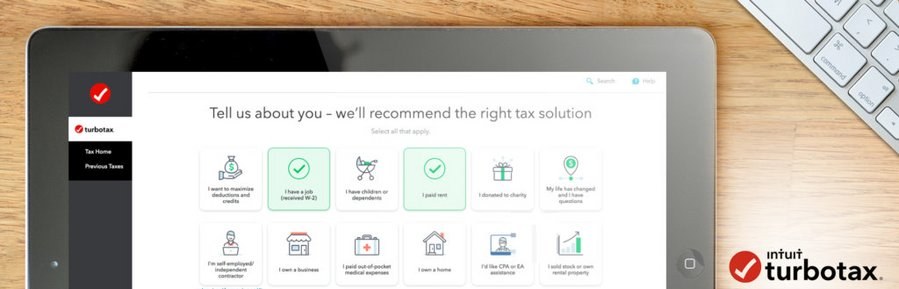 Search
Help
Tell us about you – we'll recommend the right tax solution
Select all that apply.
turbotax.
Tax Home
Previous Taxes
I want to maximize
deductions and
credits
I have a job
(received W-2)
I have children or
dependents
I paid rent
I donated to charity
My life has changed
and I have
questions
I'm self-employed/
independent
contractor
I own a business
I paid out-of-pocket
medical expenses
I own a home
I'd like CPA or EA
assistance
I sold stock or own
rental property
command
option
intuit
turbotax.